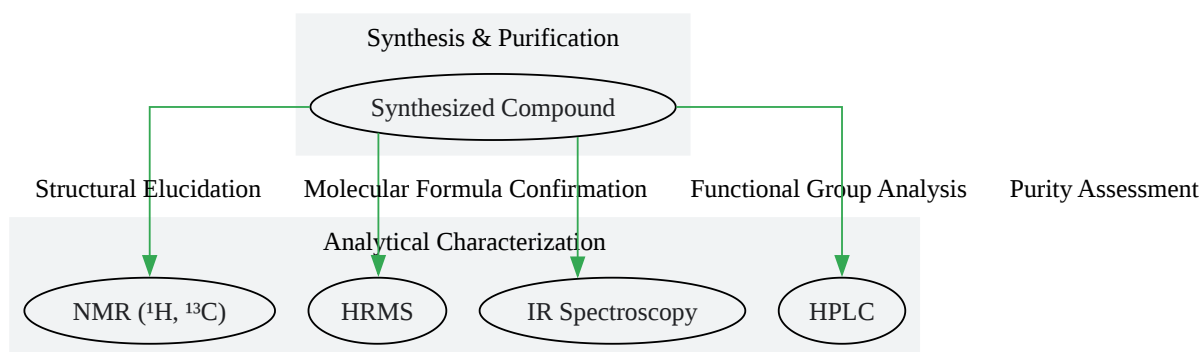 Synthesis & Purification
Synthesized Compound
Structural Elucidation
Molecular Formula Confirmation
Functional Group Analysis
Purity Assessment
Analytical Characterization
NMR (¹H, ¹³C)
HRMS
IR Spectroscopy
HPLC